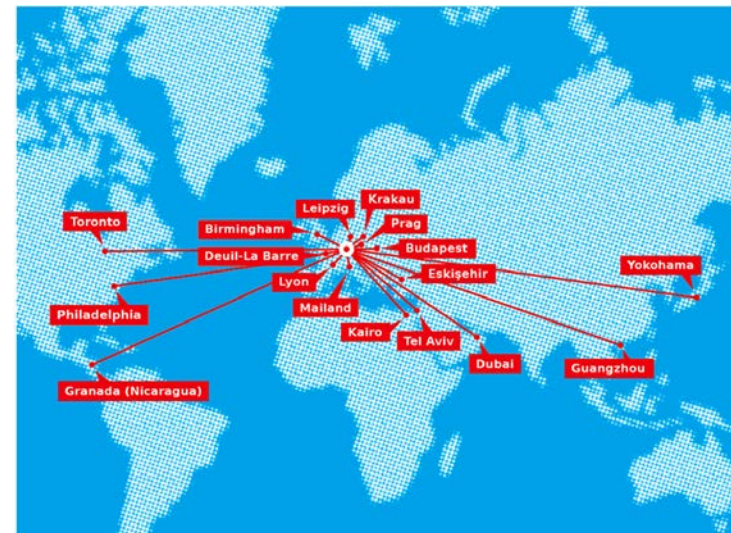 Leipzig
Krakau
Toronto
Birmingham
Prag
Deuil-La Barre
Budapest
Yokohama
Lyon
Eskişehir
Philadelphia
Mailand
Kairo
Tel Aviv
Dubai
Guangzhou
Granada (Nicaragua)